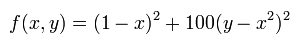 f(x, y) = (1 − x)² + 100(y − x²)²